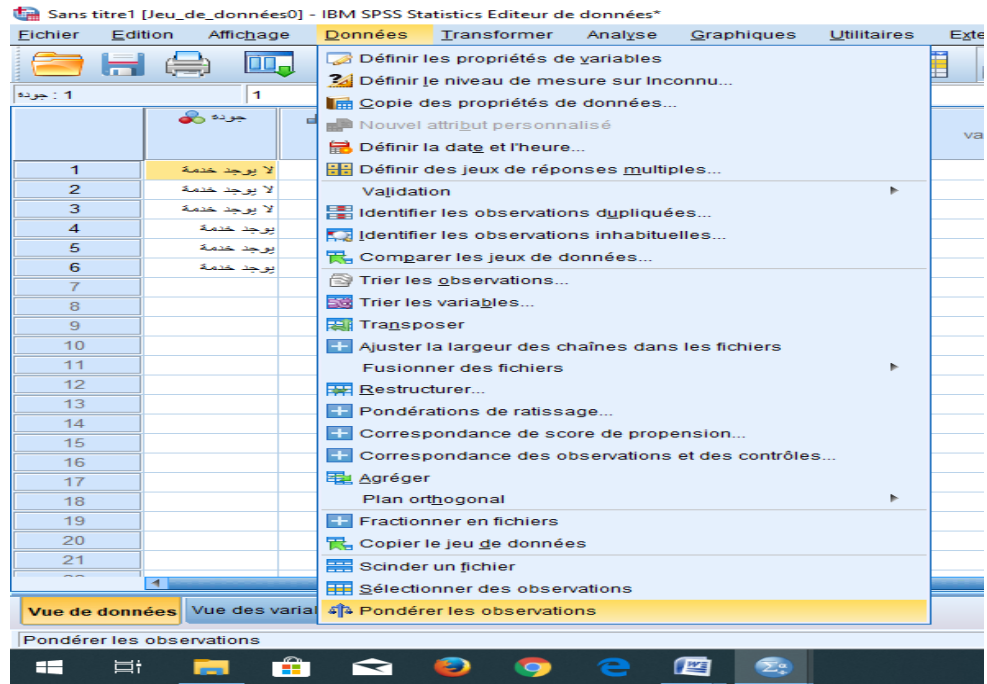 Sans titre1 [Jeu_de_données0] - IBM SPSS Statistics Editeur de données*
Fichier Edition Affichage Données Transformer Analyse Graphiques Utilitaires Exte
1 : جوده 1
جودة
va
1 لا يوجد خدمة
2 لا يوجد خدمة
3 لا يوجد خدمة
4 يوجد خدمة
5 يوجد خدمة
6 يوجد خدمة
7
8
9
10
11
12
13
14
15
16
17
18
19
20
21
Définir les propriétés de variables
Définir le niveau de mesure sur Inconnu...
Copie des propriétés de données...
Nouvel attribut personnalisé
Définir la date et l'heure...
Définir des jeux de réponses multiples...
Validation
Identifier les observations dupliquées...
Identifier les observations inhabituelles...
Comparer les jeux de données...
Trier les observations...
Trier les variables...
Transposer
Ajuster la largeur des chaînes dans les fichiers
Fusionner des fichiers
Restructurer...
Pondérations de ratissage...
Correspondance de score de propension...
Correspondance des observations et des contrôles...
Agréger
Plan orthogonal
Fractionner en fichiers
Copier le jeu de données
Scinder un fichier
Sélectionner des observations
Pondérer les observations
Vue de données Vue des varial
Pondérer les observations